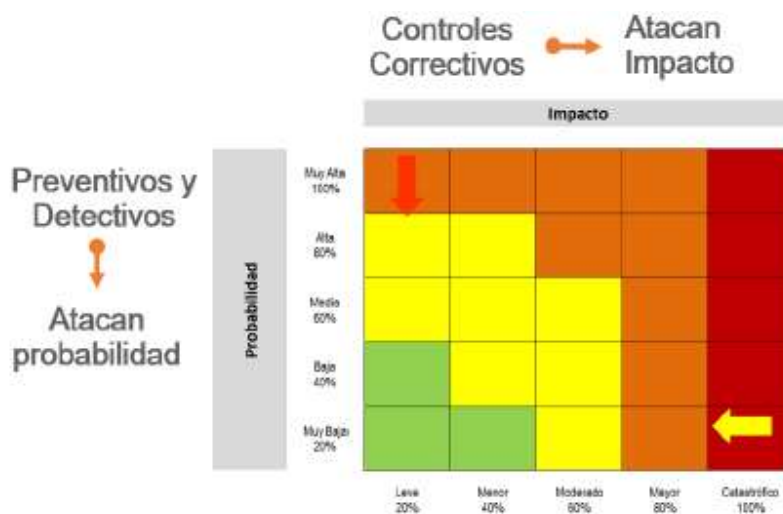 Controles
Correctivos
Atacan
Impacto
Impacto
Preventivos y
Detectivos
Atacan
probabilidad
Probabilidad
Muy Alta
100%
Alta
80%
Media
60%
Baja
40%
Muy Baja
20%
Leve
20%
Menor
40%
Moderado
60%
Mayor
80%
Catastrófico
100%